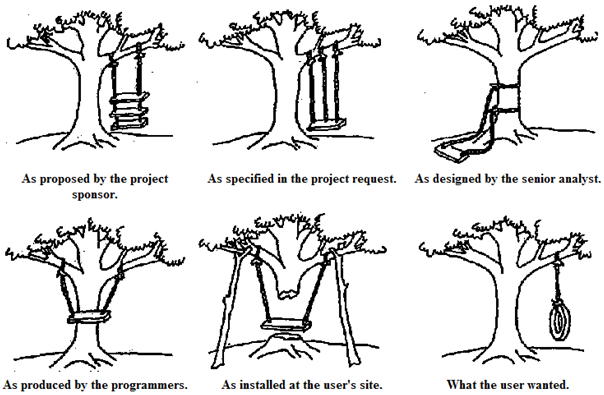 As proposed by the project
sponsor.
As specified in the project request.
As designed by the senior analyst.
As produced by the programmers.
As installed at the user's site.
What the user wanted.